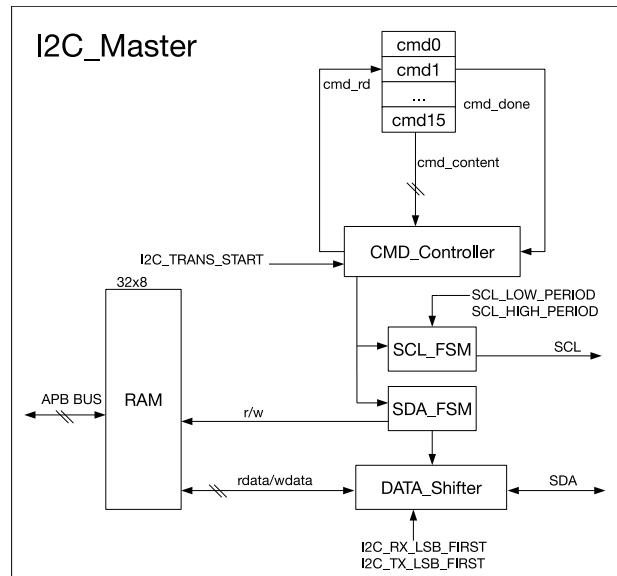 I2C_Master
cmd0
cmd1
...
cmd15
cmd_rd
cmd_done
cmd_content
CMD_Controller
I2C_TRANS_START
32x8
SCL_LOW_PERIOD
SCL_HIGH_PERIOD
SCL_FSM
SCL
APB BUS
RAM
r/w
SDA_FSM
rdata/wdata
DATA_Shifter
SDA
I2C_RX_LSB_FIRST
I2C_TX_LSB_FIRST